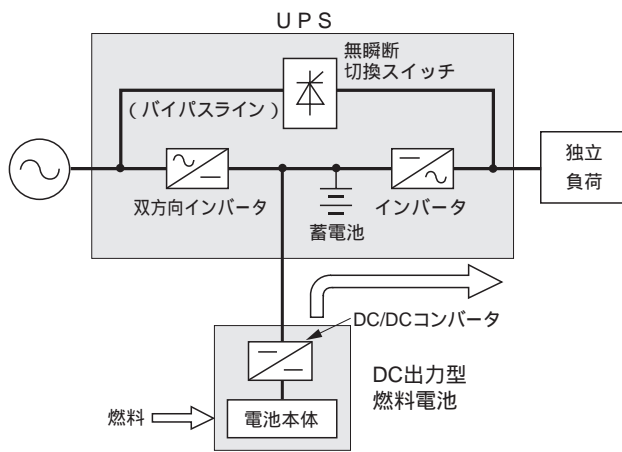 UPS
無瞬断
切換スイッチ
(バイパスライン)
独立
負荷
双方向インバータ
インバータ
蓄電池
DC/DCコンバータ
DC出力型
燃料電池
燃料
電池本体